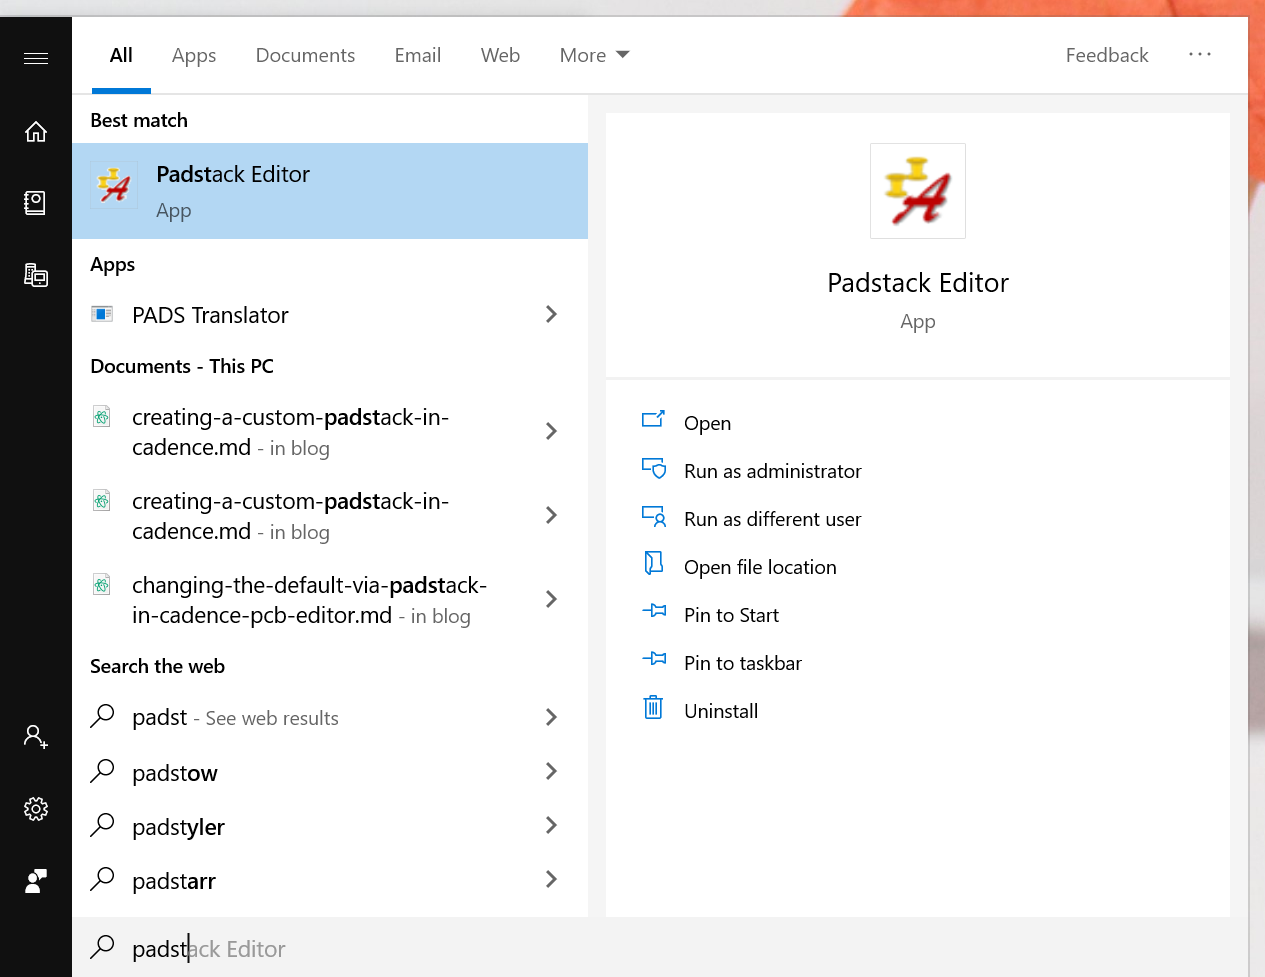 All Apps Documents Email Web More Feedback ...
Best match
Padstack Editor
App
Apps
PADS Translator
Documents - This PC
creating-a-custom-padstack-in-
cadence.md - in blog
creating-a-custom-padstack-in-
cadence.md - in blog
changing-the-default-via-padstack-
in-cadence-pcb-editor.md - in blog
Search the web
padst - See web results
padstow
padstyler
padstarr
padstack Editor
Padstack Editor
App
Open
Run as administrator
Run as different user
Open file location
Pin to Start
Pin to taskbar
Uninstall